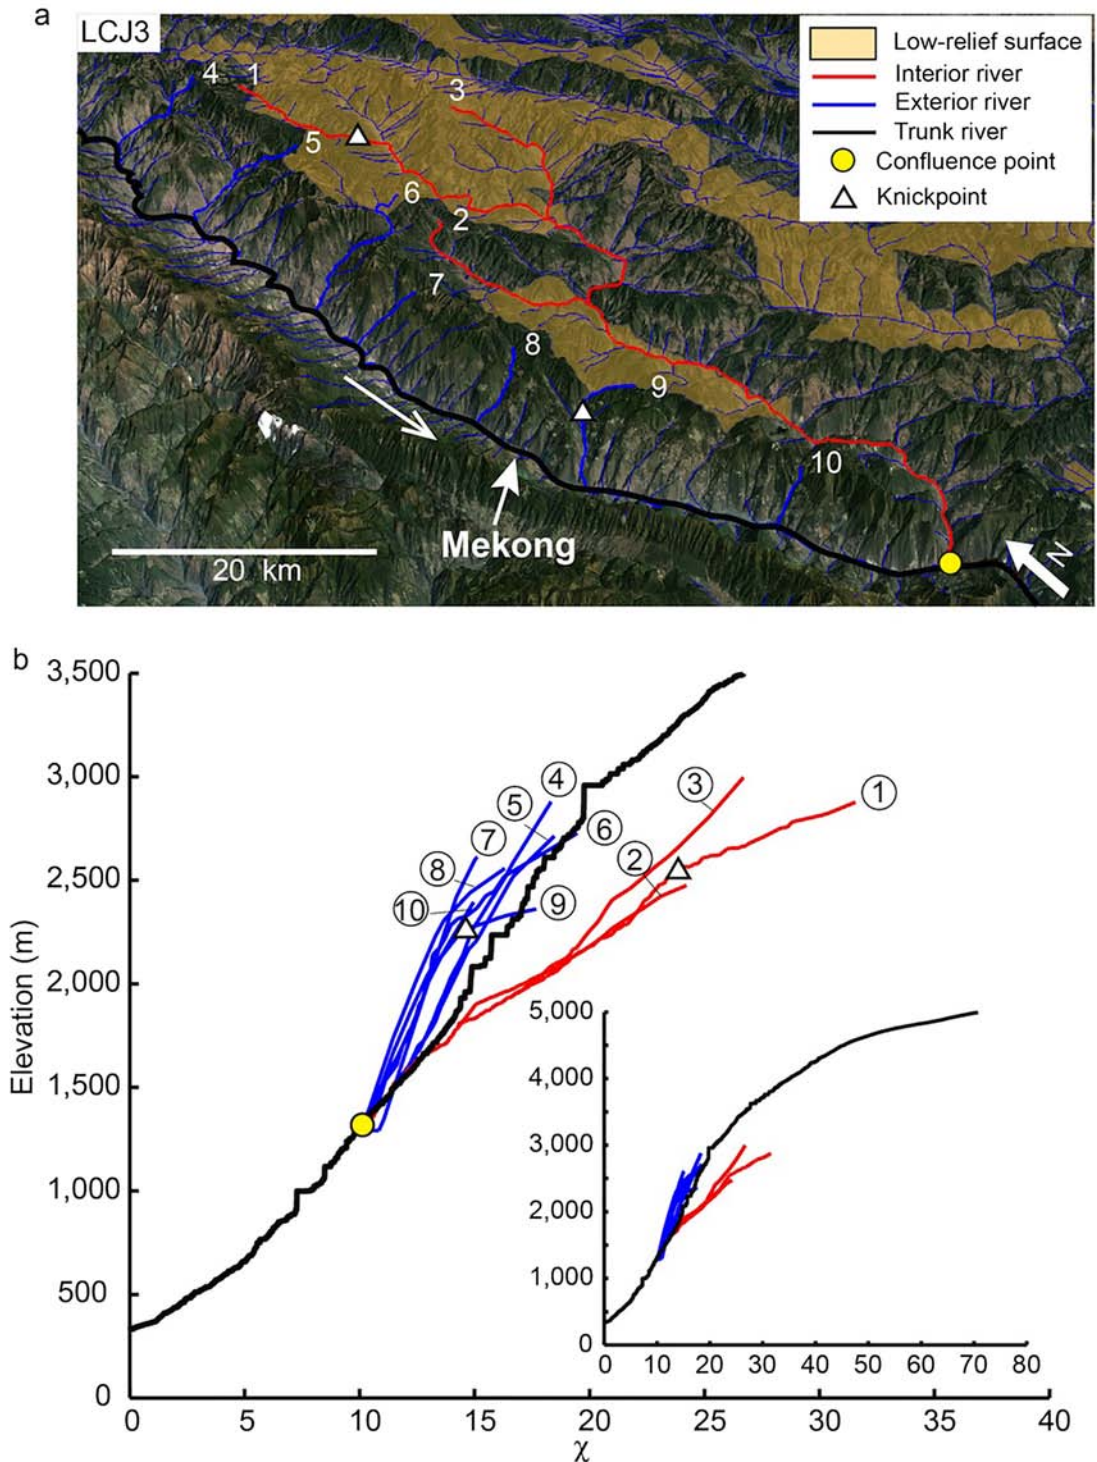 a
LCJ3
Low-relief surface
Interior river
Exterior river
Trunk river
Confluence point
Knickpoint
4 1
3
5
6
2
7
8
9
10
Mekong
20 km
N
b
3,500
3,000
2,500
2,000
1,500
1,000
500
0
Elevation (m)
4
3
1
5
6
7
2
8
10
9
5,000
4,000
3,000
2,000
1,000
0
0 10 20 30 40 50 60 70 80
0 5 10 15 20 25 30 35 40
χ